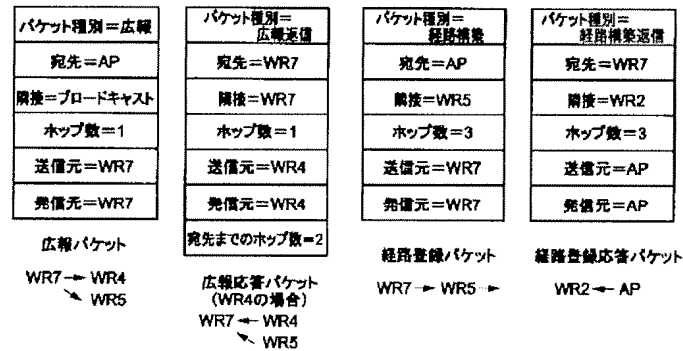 パケット種別=広報
宛先=AP
隣接=ブロードキャスト
ホップ数=1
送信元=WR7
発信元=WR7
広報パケット
WR7→WR4
WR5
パケット種別=
広報返信
宛先=WR7
隣接=WR7
ホップ数=1
送信元=WR4
発信元=WR4
宛先までのホップ数=2
広報応答パケット
(WR4の場合)
WR7←WR4
WR5
パケット種別=
経路構築
宛先=AP
隣接=WR5
ホップ数=3
送信元=WR7
発信元=WR7
経路登録パケット
WR7→WR5→
パケット種別=
経路構築返信
宛先=WR7
隣接=WR2
ホップ数=3
送信元=AP
発信元=AP
経路登録応答パケット
WR2←AP